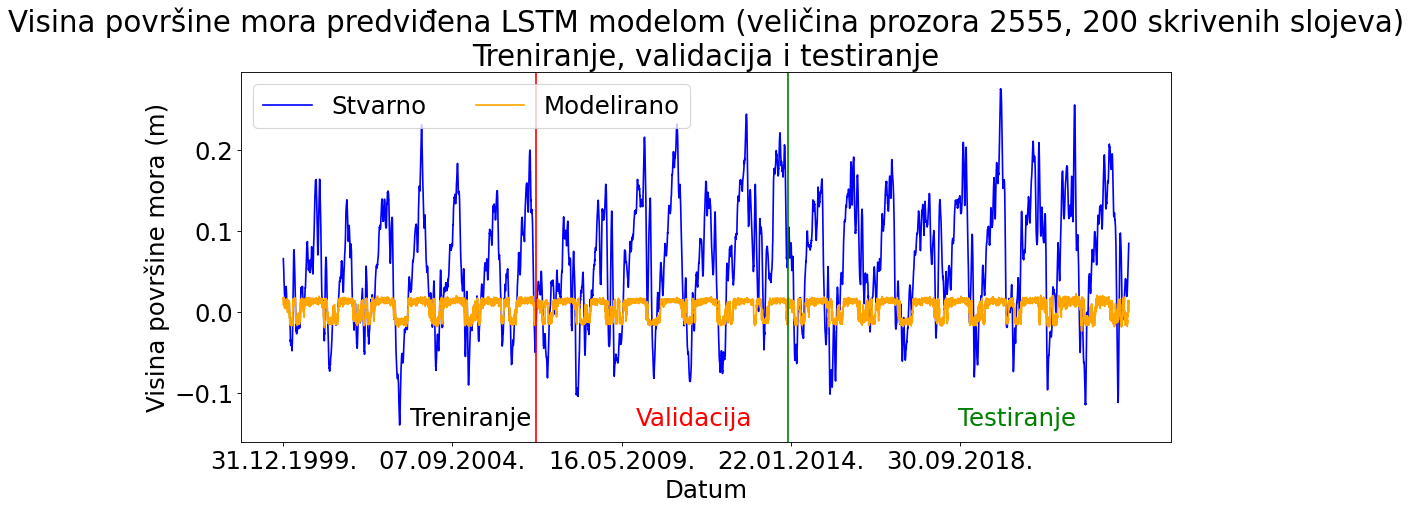 Visina površine mora predviđena LSTM modelom (veličina prozora 2555, 200 skrivenih slojeva)
Treniranje, validacija i testiranje
Stvarno
Modelirano
Visina površine mora (m)
0.2
0.1
0.0
−0.1
Treniranje
Validacija
Testiranje
31.12.1999.
07.09.2004.
16.05.2009.
22.01.2014.
30.09.2018.
Datum